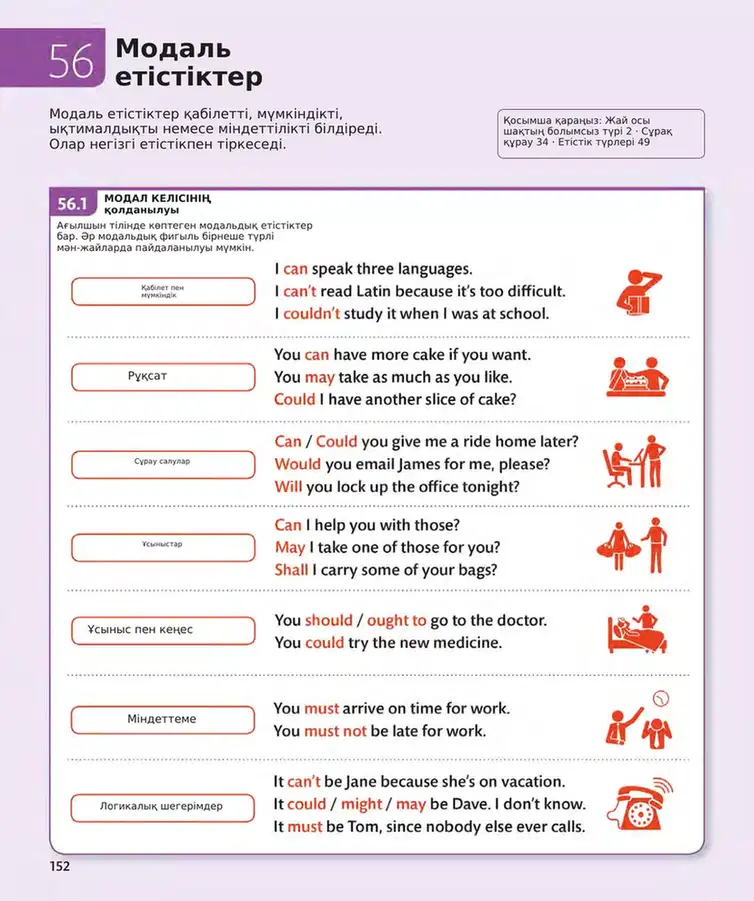 56
Модаль
етістіктер
Модаль етістіктер қабілетті, мүмкіндікті,
ықтималдықты немесе міндеттілікті білдіреді.
Олар негізгі етістікпен тіркеседі.
Қосымша қараңыз: Жай осы
шақтың болымсыз түрі 2 · Сұрақ
құрау 34 · Етістік түрлері 49
56.1
МОДАЛ КЕЛІСІНІҢ
қолданылуы
Ағылшын тілінде көптеген модальдық етістіктер
бар. Әр модальдық фигыль бірнеше түрлі
мән-жайларда пайдаланылуы мүмкін.
Қабілет пен
мүмкіндік
I can speak three languages.
I can't read Latin because it's too difficult.
I couldn't study it when I was at school.
Рұқсат
You can have more cake if you want.
You may take as much as you like.
Could I have another slice of cake?
Сұрау салулар
Can / Could you give me a ride home later?
Would you email James for me, please?
Will you lock up the office tonight?
Ұсыныстар
Can I help you with those?
May I take one of those for you?
Shall I carry some of your bags?
Ұсыныс пен кеңес
You should / ought to go to the doctor.
You could try the new medicine.
Міндеттеме
You must arrive on time for work.
You must not be late for work.
Логикалық шегерімдер
It can't be Jane because she's on vacation.
It could / might / may be Dave. I don't know.
It must be Tom, since nobody else ever calls.
152